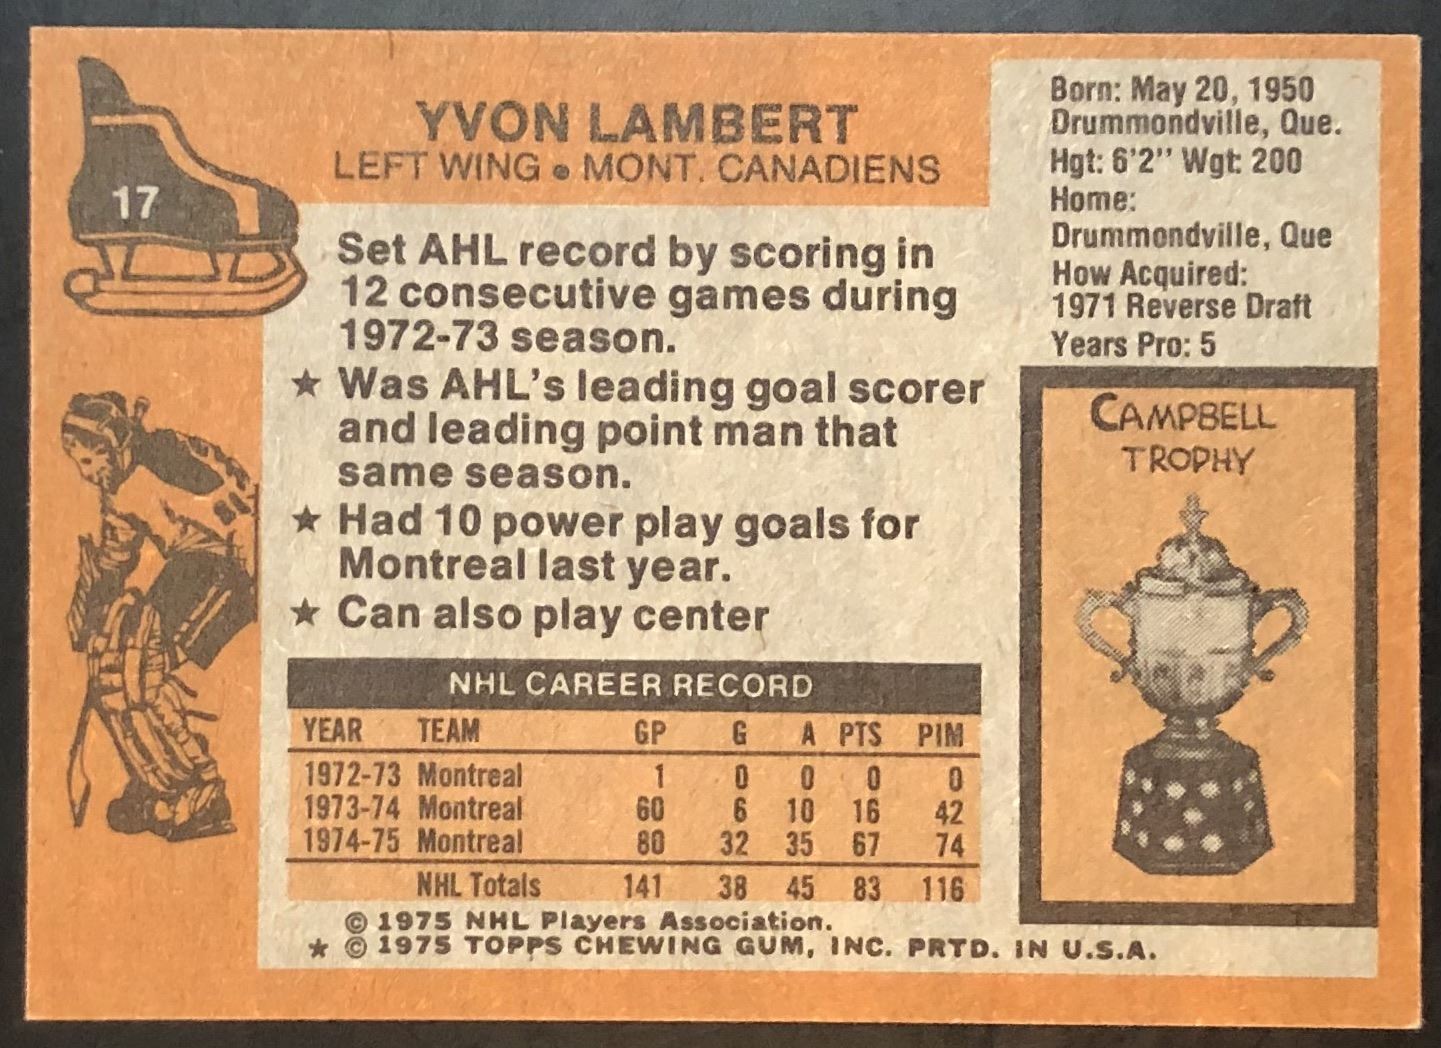 17
YVON LAMBERT
LEFT WING • MONT. CANADIENS
Born: May 20, 1950
Drummondville, Que.
Hgt: 6'2" Wgt: 200
Home:
Drummondville, Que
How Acquired:
1971 Reverse Draft
Years Pro: 5
Set AHL record by scoring in
12 consecutive games during
1972-73 season.
★ Was AHL's leading goal scorer
and leading point man that
same season.
★ Had 10 power play goals for
Montreal last year.
★ Can also play center
CAMPBELL
TROPHY
NHL CAREER RECORD
YEAR TEAM GP G A PTS PIM
1972-73 Montreal 1 0 0 0 0
1973-74 Montreal 60 6 10 16 42
1974-75 Montreal 80 32 35 67 74
NHL Totals 141 38 45 83 116
© 1975 NHL Players Association.
★ © 1975 TOPPS CHEWING GUM, INC. PRTD. IN U.S.A.